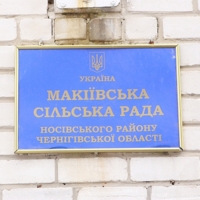 УКРАЇНА
МАКІЇВСЬКА
СІЛЬСЬКА РАДА
НОСІВСЬКОГО РАЙОНУ
ЧЕРНІГІВСЬКОЇ ОБЛАСТІ